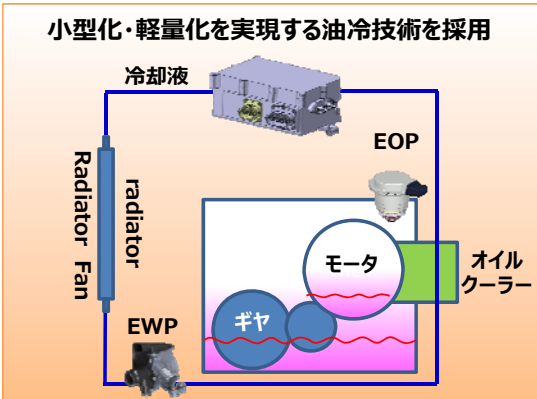 小型化・軽量化を実現する油冷技術を採用
冷却液
EOP
radiator
Radiator Fan
モータ
オイル
クーラー
ギヤ
EWP